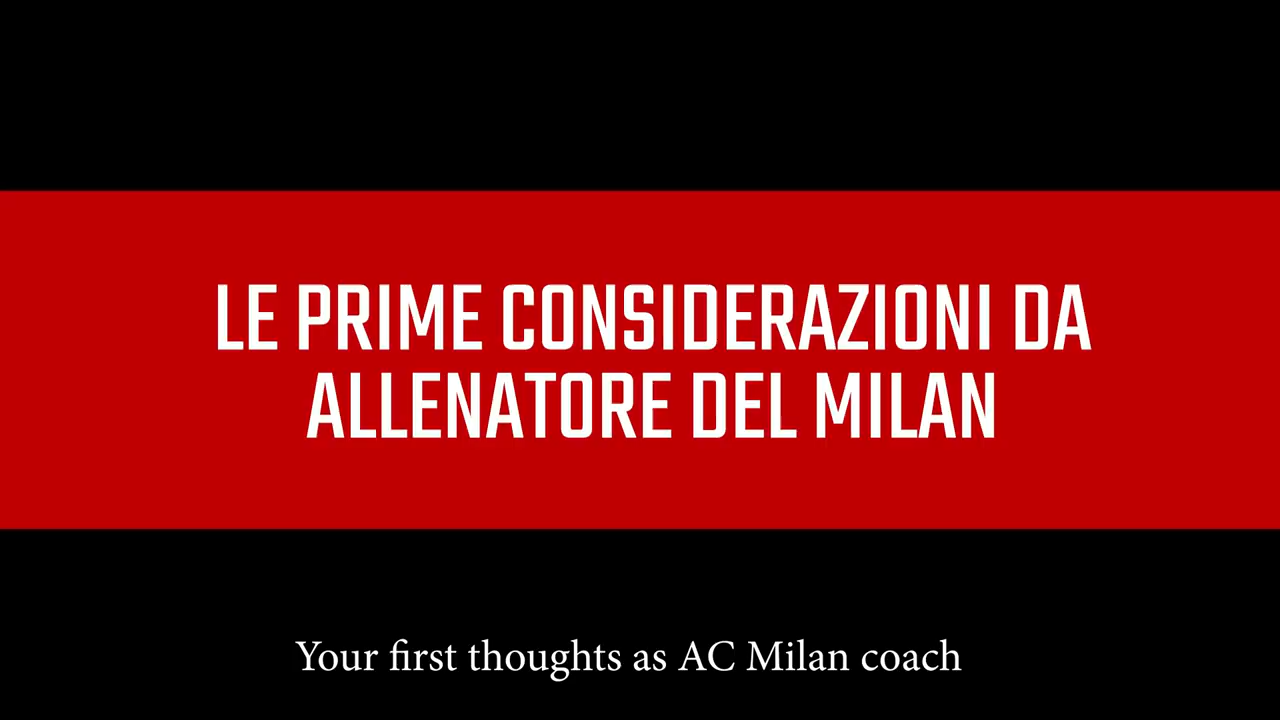 LE PRIME CONSIDERAZIONI DA
ALLENATORE DEL MILAN
Your first thoughts as AC Milan coach